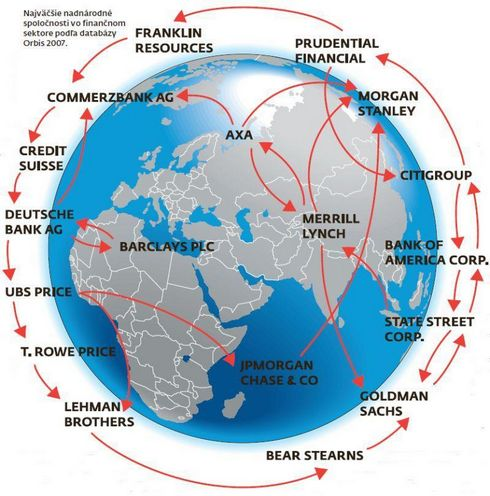 Najväčšie nadnárodné
spoločnosti vo finančnom
sektore podľa databázy
Orbis 2007.
FRANKLIN
RESOURCES
PRUDENTIAL
FINANCIAL
COMMERZBANK AG
MORGAN
STANLEY
AXA
CREDIT
SUISSE
CITIGROUP
DEUTSCHE
BANK AG
MERRILL
LYNCH
BARCLAYS PLC
BANK OF
AMERICA CORP.
UBS PRICE
STATE STREET
CORP.
T. ROWE PRICE
JPMORGAN
CHASE & CO
LEHMAN
BROTHERS
GOLDMAN
SACHS
BEAR STEARNS